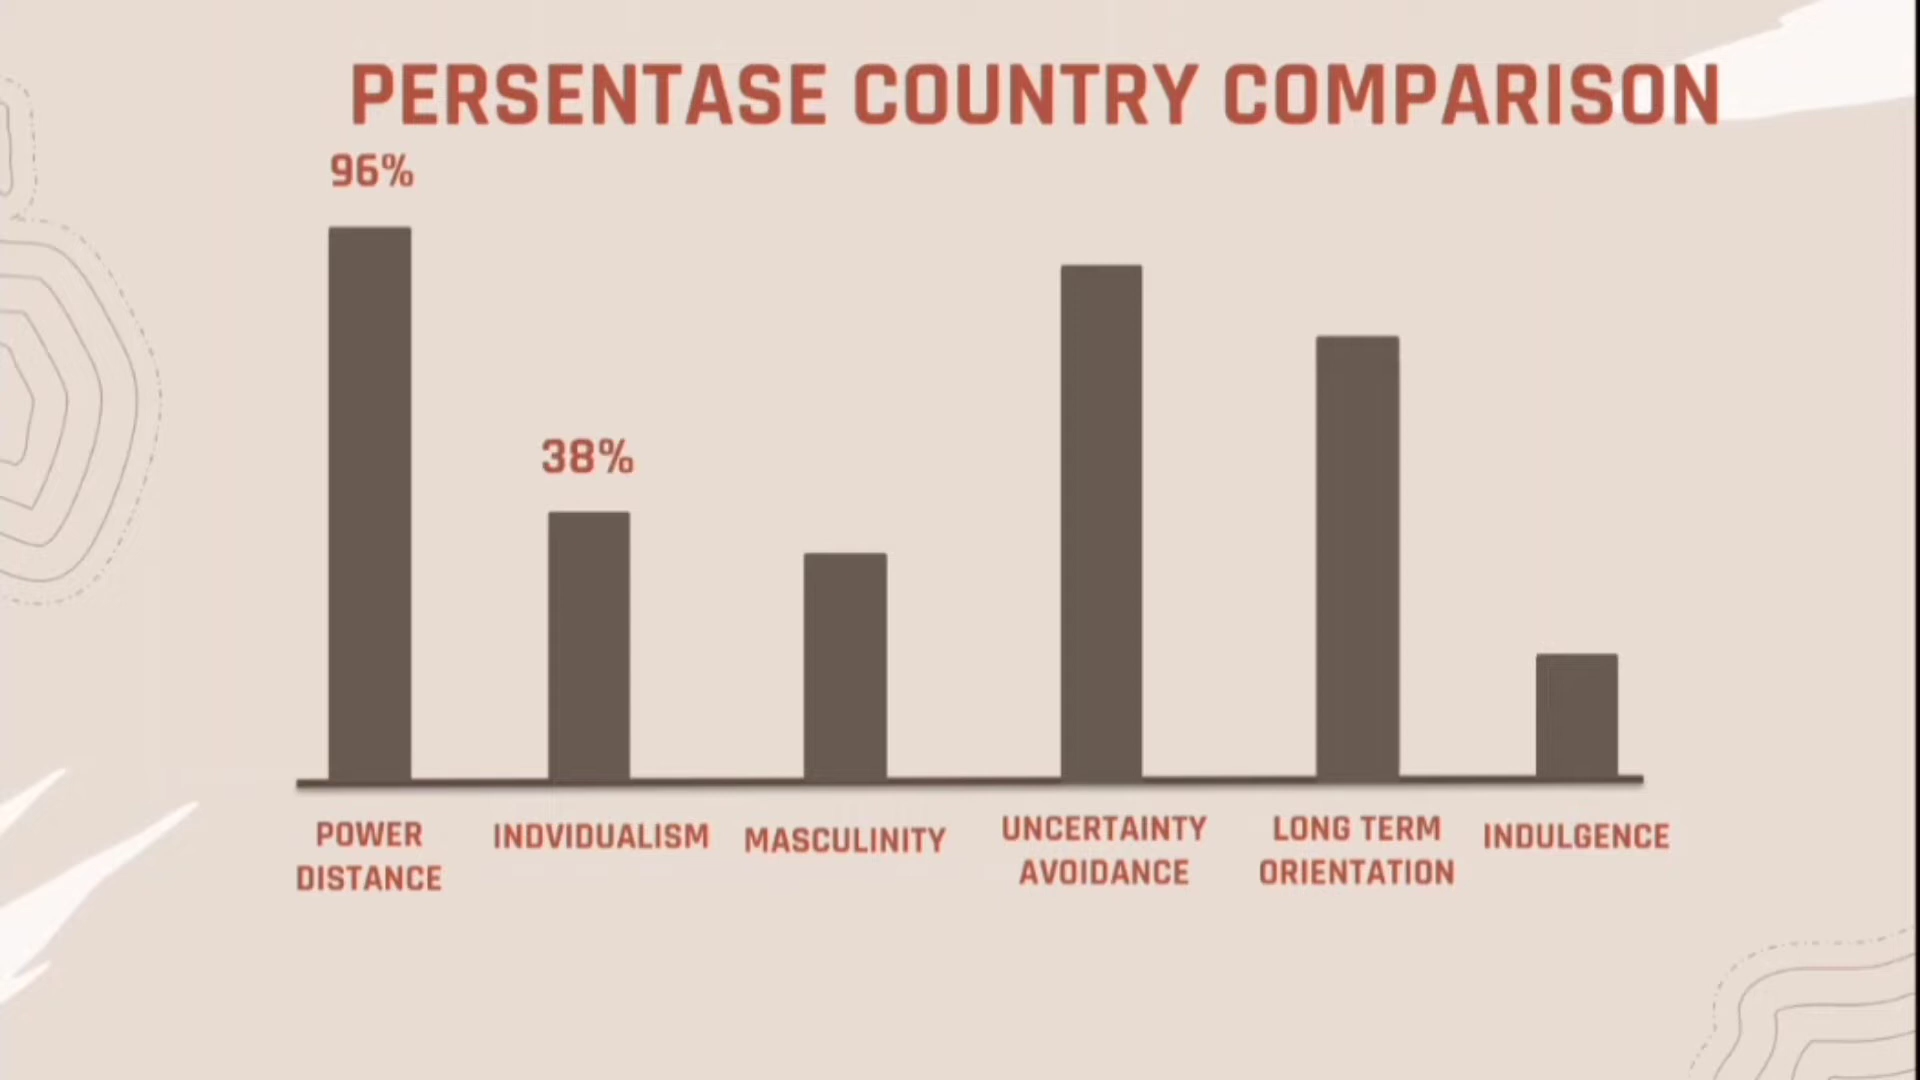 PERSENTASE COUNTRY COMPARISON
96%
38%
POWER
DISTANCE
INDVIDUALISM
MASCULINITY
UNCERTAINTY
AVOIDANCE
LONG TERM
ORIENTATION
INDULGENCE